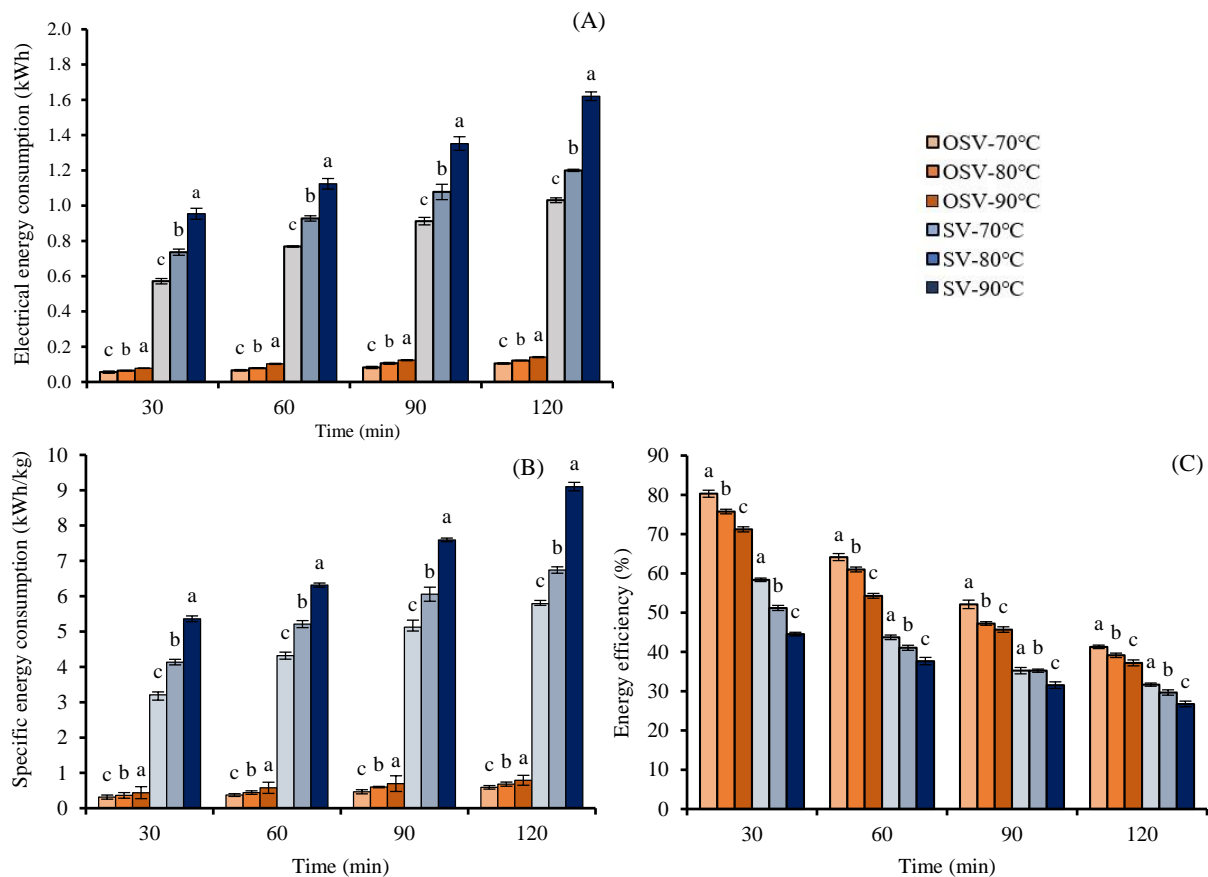 (A)
Electrical energy consumption (kWh)
2.0
1.8
1.6
1.4
1.2
1.0
0.8
0.6
0.4
0.2
0.0
c b a c b a
c b a c b a
c b a c b a
c b a c b a
30 60 90 120
Time (min)
OSV-70°C
OSV-80°C
OSV-90°C
SV-70°C
SV-80°C
SV-90°C
(B)
Specific energy consumption (kWh/kg)
10
9
8
7
6
5
4
3
2
1
0
c b a c b a
c b a c b a
c b a c b a
c b a c b a
30 60 90 120
Time (min)
(C)
Energy efficiency (%)
90
80
70
60
50
40
30
20
10
0
a b c a b c
a b c a b c
a b c a b c
a b c a b c
30 60 90 120
Time (min)